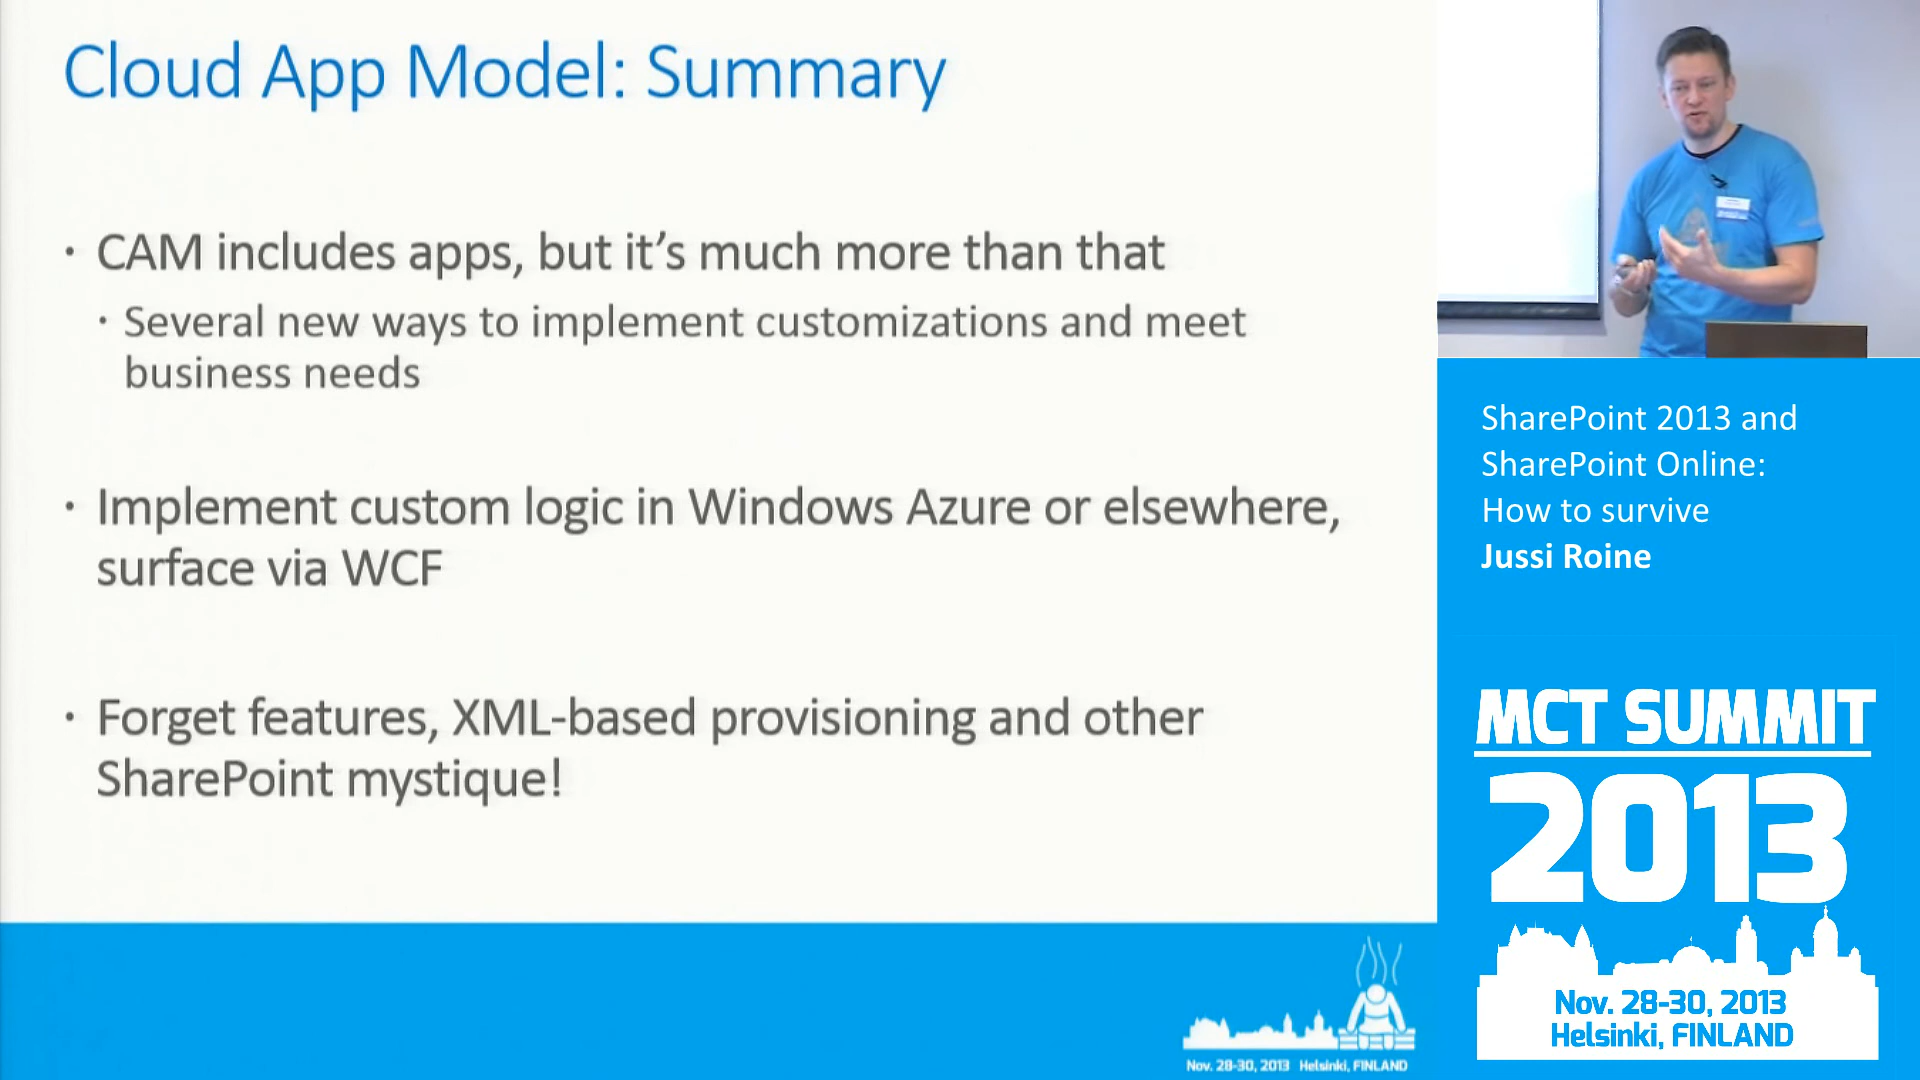 Cloud App Model: Summary
• CAM includes apps, but it's much more than that
• Several new ways to implement customizations and meet
business needs
• Implement custom logic in Windows Azure or elsewhere,
surface via WCF
• Forget features, XML-based provisioning and other
SharePoint mystique!
Nov. 28-30, 2013 Helsinki, FINLAND
SharePoint 2013 and
SharePoint Online:
How to survive
Jussi Roine
MCT SUMMIT
2013
Nov. 28-30, 2013
Helsinki, FINLAND